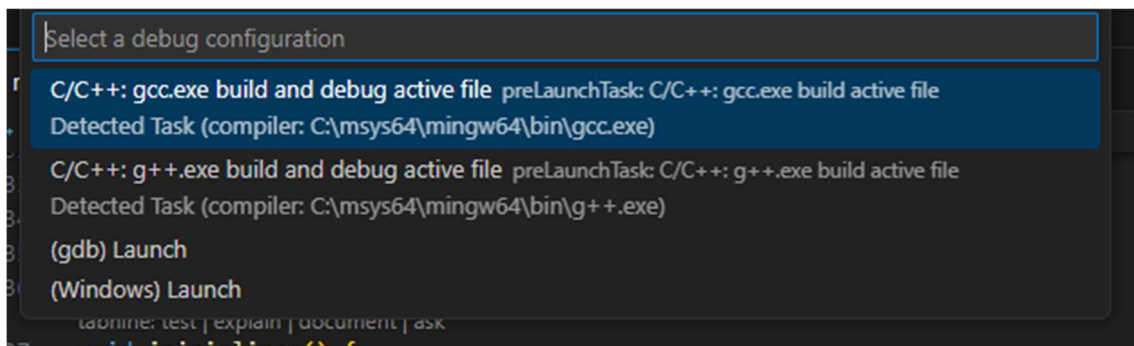 Select a debug configuration
C/C++: gcc.exe build and debug active file preLaunchTask: C/C++: gcc.exe build active file
Detected Task (compiler: C:\msys64\mingw64\bin\gcc.exe)
C/C++: g++.exe build and debug active file preLaunchTask: C/C++: g++.exe build active file
Detected Task (compiler: C:\msys64\mingw64\bin\g++.exe)
(gdb) Launch
(Windows) Launch
tabnine: test | explain | document | ask